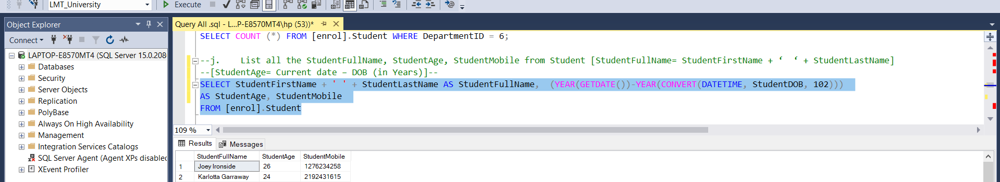 LMT_University
Execute
Object Explorer
Query All .sql - L...P-E8570MT4\hp (53))*
Connect
LAPTOP-E8570MT4 (SQL Server 15.0.208
Databases
Security
Server Objects
Replication
PolyBase
Always On High Availability
Management
Integration Services Catalogs
SQL Server Agent (Agent XPs disabled
XEvent Profiler
SELECT COUNT (*) FROM [enrol].Student WHERE DepartmentID = 6;
--j. List all the StudentFullName, StudentAge, StudentMobile from Student [StudentFullName= StudentFirstName + ‘ ‘ + StudentLastName]
--[StudentAge= Current date – DOB (in Years)]--
SELECT StudentFirstName + ' ' + StudentLastName AS StudentFullName, (YEAR(GETDATE())-YEAR(CONVERT(DATETIME, StudentDOB, 102)))
AS StudentAge, StudentMobile
FROM [enrol].Student
109 %
Results Messages
StudentFullName StudentAge StudentMobile
1 Joey Ironside 26 1276234258
2 Karlotta Garraway 24 2192431615